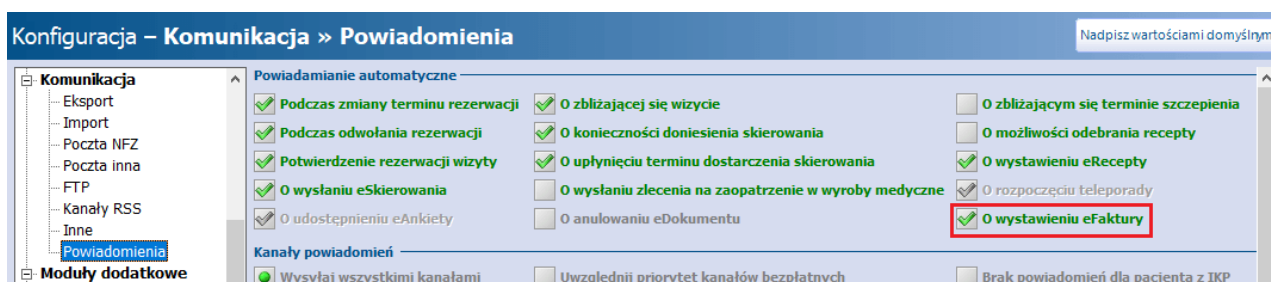 Konfiguracja – Komunikacja » Powiadomienia
Nadpisz wartościami domyślnym
Komunikacja
Eksport
Import
Poczta NFZ
Poczta inna
FTP
Kanały RSS
Inne
Powiadomienia
Moduły dodatkowe
Powiadamianie automatyczne
Podczas zmiany terminu rezerwacji
O zbliżającej się wizycie
O zbliżającym się terminie szczepienia
Podczas odwołania rezerwacji
O konieczności doniesienia skierowania
O możliwości odebrania recepty
Potwierdzenie rezerwacji wizyty
O upłynięciu terminu dostarczenia skierowania
O wystawieniu eRecepty
O wysłaniu eSkierowania
O wysłaniu zlecenia na zaopatrzenie w wyroby medyczne
O rozpoczęciu teleporady
O udostępnieniu eAnkiety
O anulowaniu eDokumentu
O wystawieniu eFaktury
Kanały powiadomień
Wysyłaj wszystkimi kanałami
Uwzględnij priorytet kanałów bezpłatnych
Brak powiadomień dla pacjenta z IKP